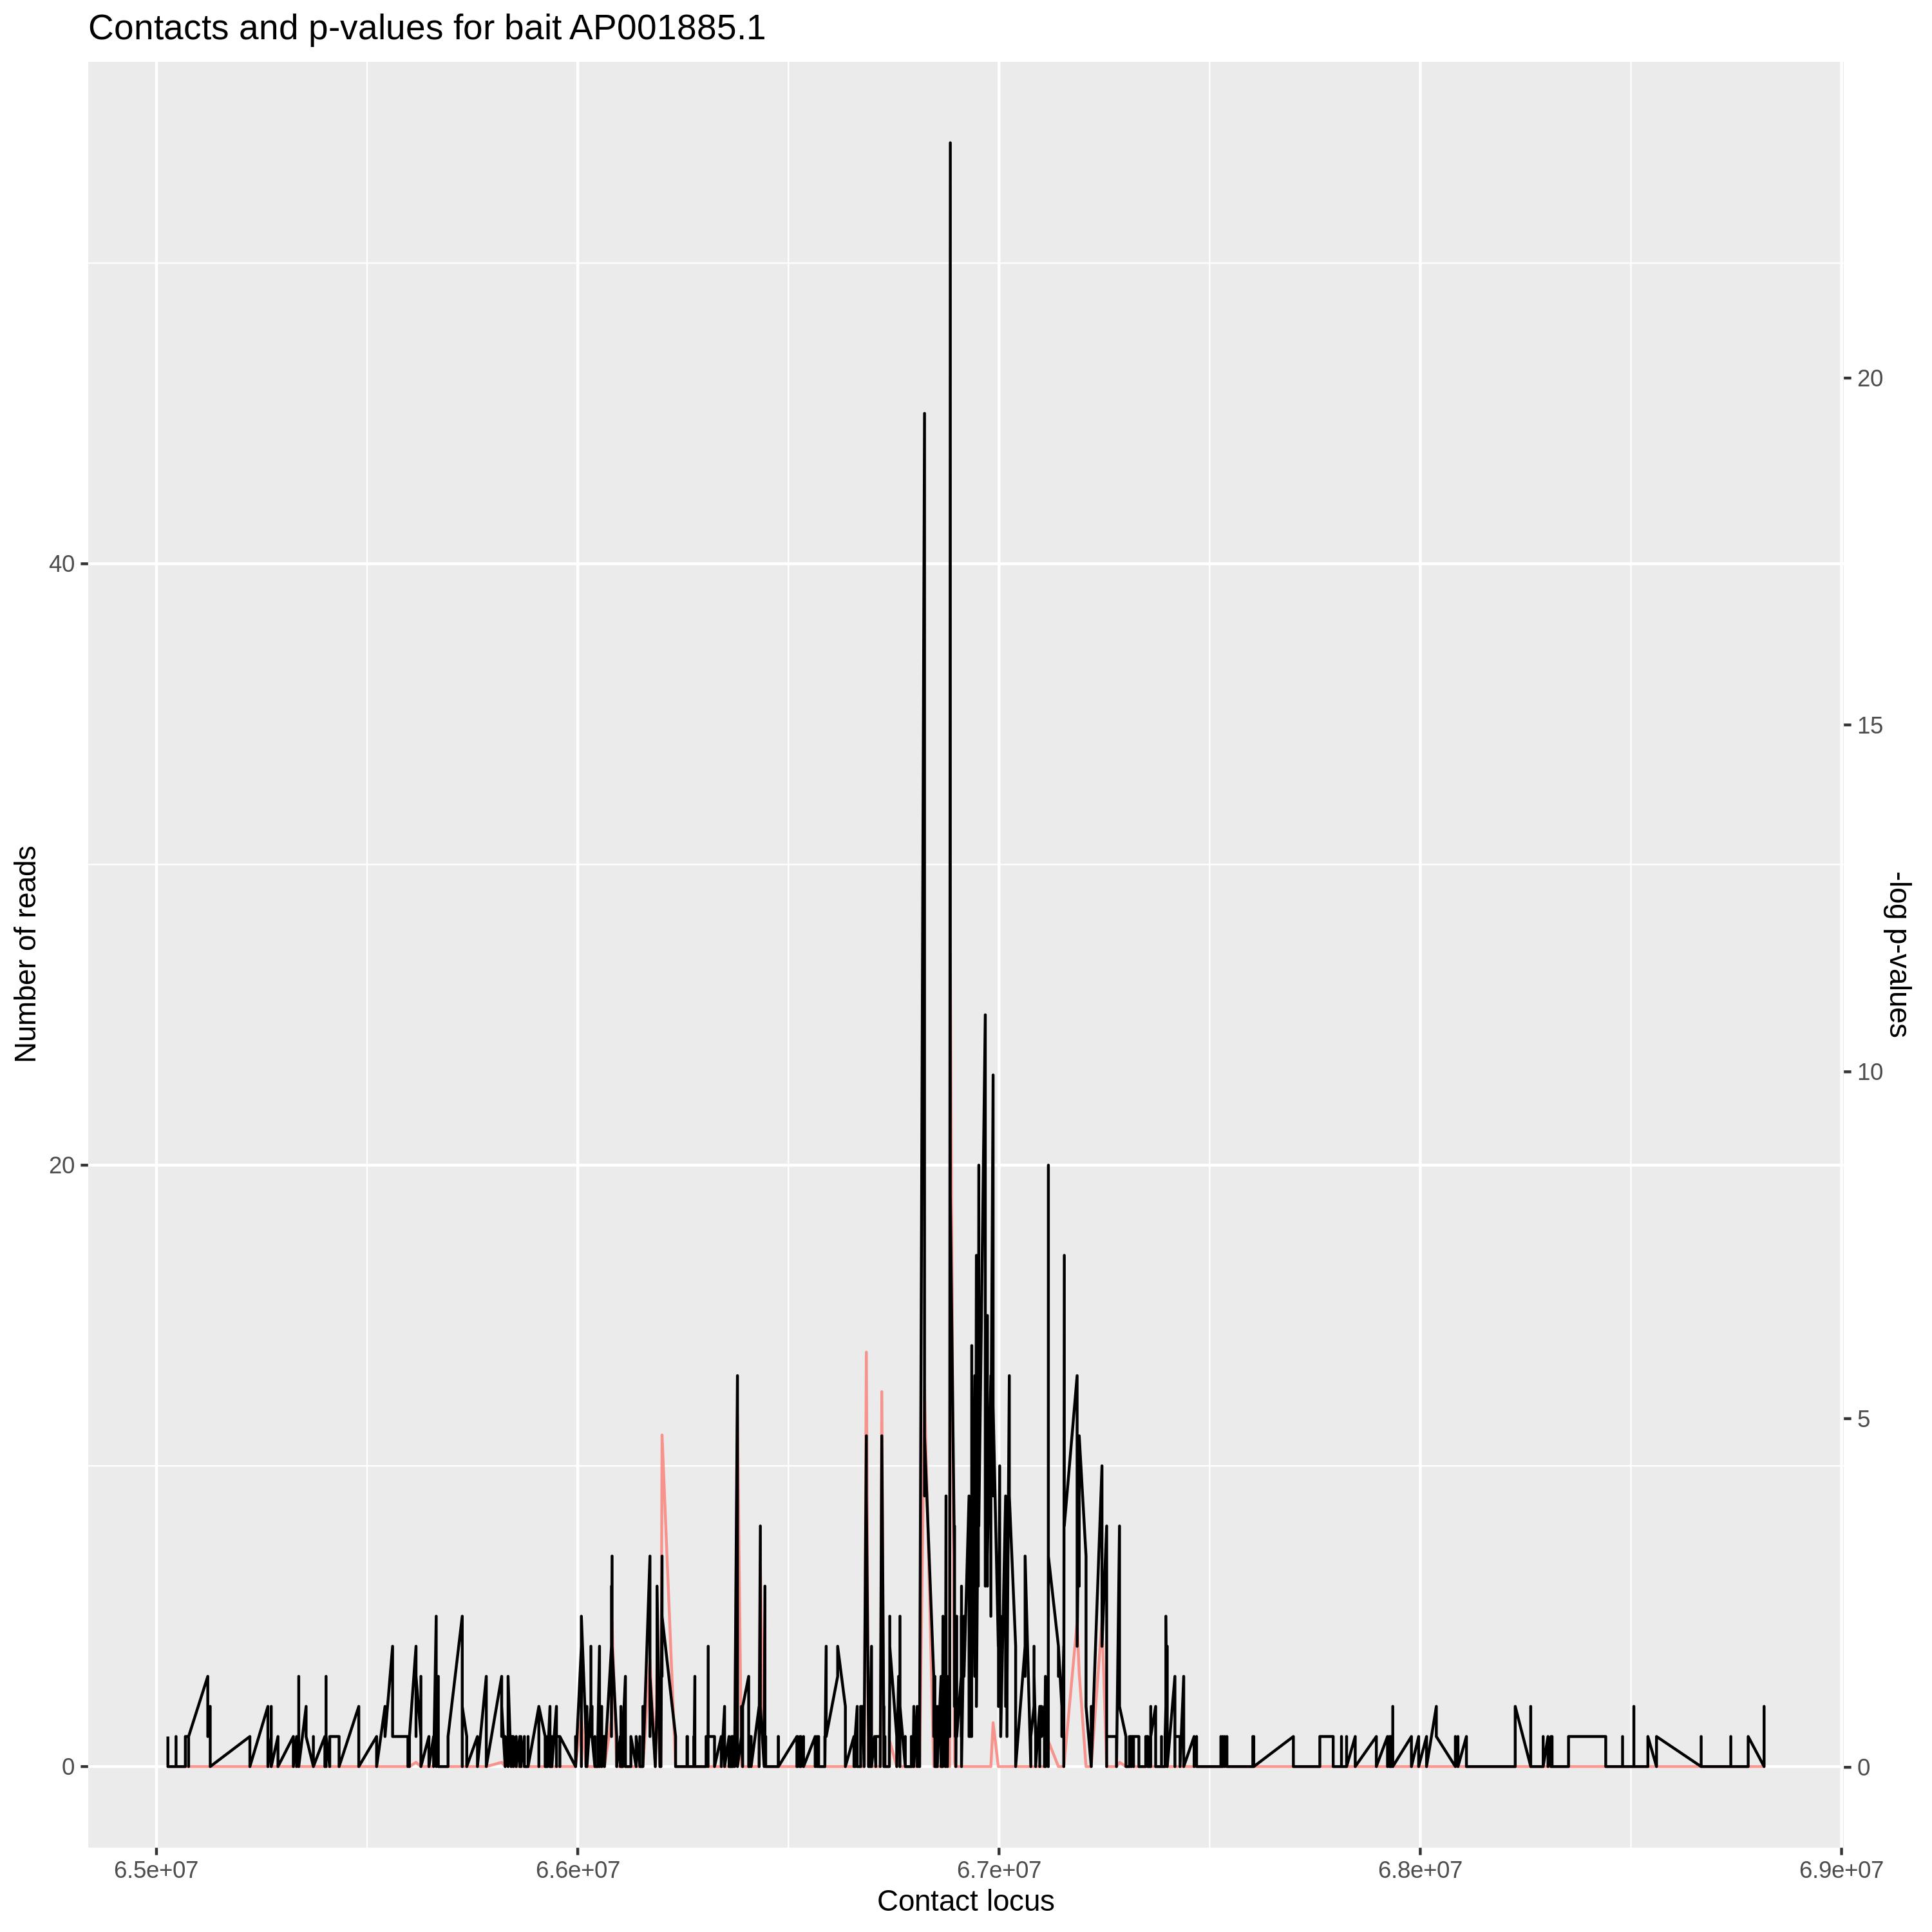 Contacts and p-values for bait AP001885.1
Number of reads
40
20
0
20
15
10
5
0
-log p-values
6.5e+07 6.6e+07 6.7e+07 6.8e+07 6.9e+07
Contact locus